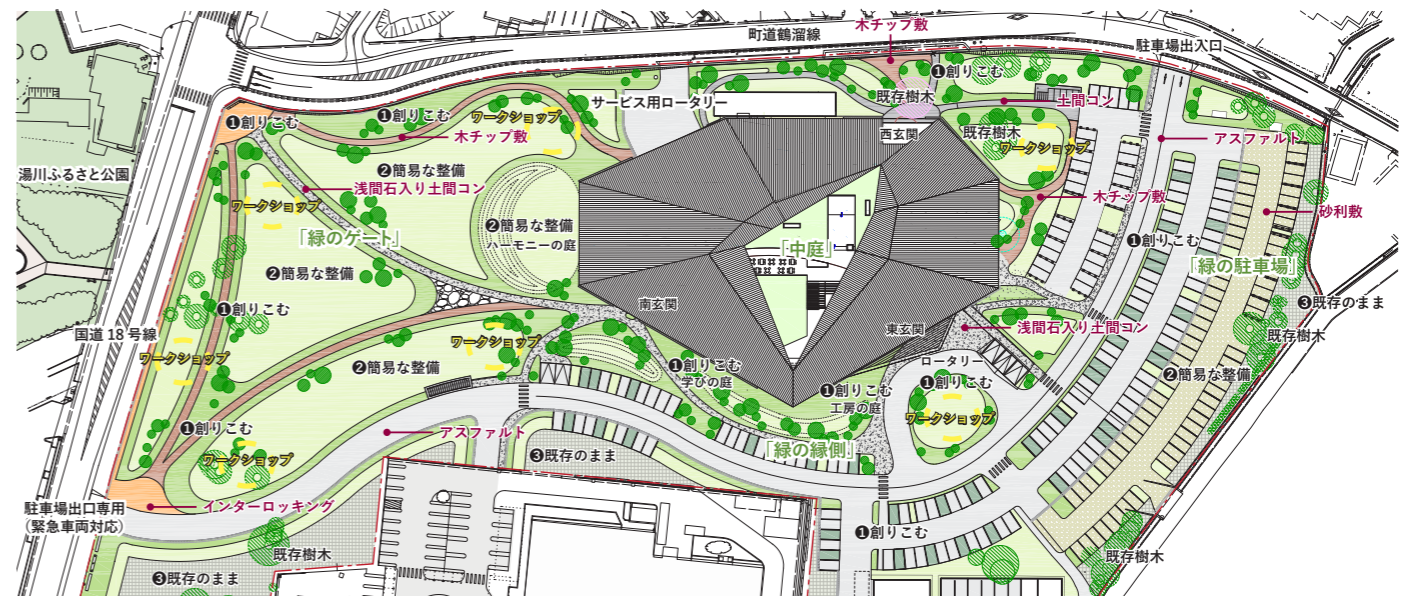 木チップ敷
町道鶴溜線
駐車場出入口
❶創りこむ
既存樹木
サービス用ロータリー
土間コン
❶創りこむ
ワークショップ
❶創りこむ
西玄関
既存樹木
アスファルト
木チップ敷
ワークショップ
湯川ふるさと公園
❷簡易な整備
浅間石入り土間コン
木チップ敷
ワークショップ
砂利敷
❷簡易な整備
ハーモニーの庭
「緑のゲート」
「中庭」
❶創りこむ
「緑の駐車場」
❷簡易な整備
南玄関
❸既存のまま
❶創りこむ
東玄関
浅間石入り土間コン
既存樹木
国道18号線
ワークショップ
ワークショップ
ロータリー
❷簡易な整備
❶創りこむ
学びの庭
❷簡易な整備
❶創りこむ
❶創りこむ
工房の庭
ワークショップ
❶創りこむ
アスファルト
「緑の縁側」
ワークショップ
❸既存のまま
駐車場出口専用
（緊急車両対応）
インターロッキング
❶創りこむ
既存樹木
既存樹木
❸既存のまま